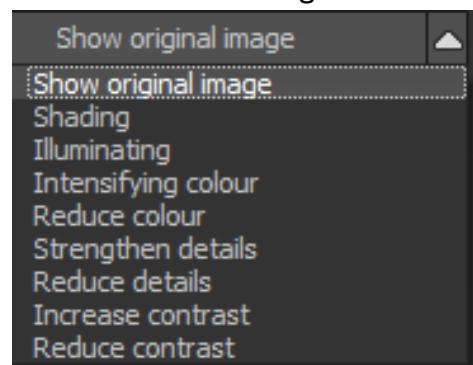 Show original image
Show original image
Shading
Illuminating
Intensifying colour
Reduce colour
Strengthen details
Reduce details
Increase contrast
Reduce contrast